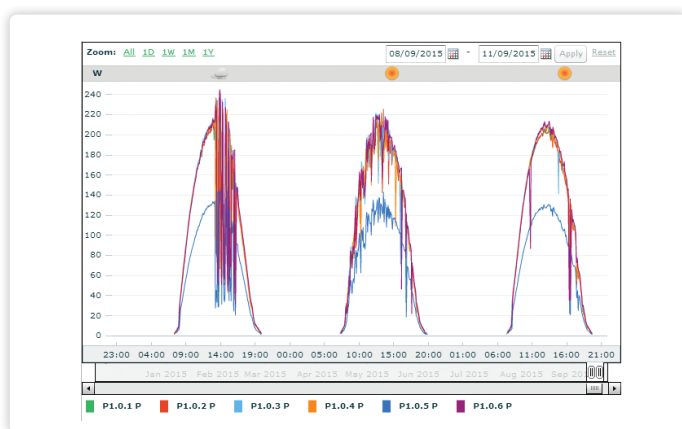 Zoom: All 1D 1W 1M 1Y 08/09/2015 11/09/2015 Apply Reset
W
240
220
200
180
160
140
120
100
80
60
40
20
0
23:00 04:00 09:00 14:00 19:00 00:00 05:00 10:00 15:00 20:00 01:00 06:00 11:00 16:00 21:00
Jan 2015 Feb 2015 Mar 2015 Apr 2015 May 2015 Jun 2015 Jul 2015 Aug 2015 Sep
P1.0.1 P P1.0.2 P P1.0.3 P P1.0.4 P P1.0.5 P P1.0.6 P